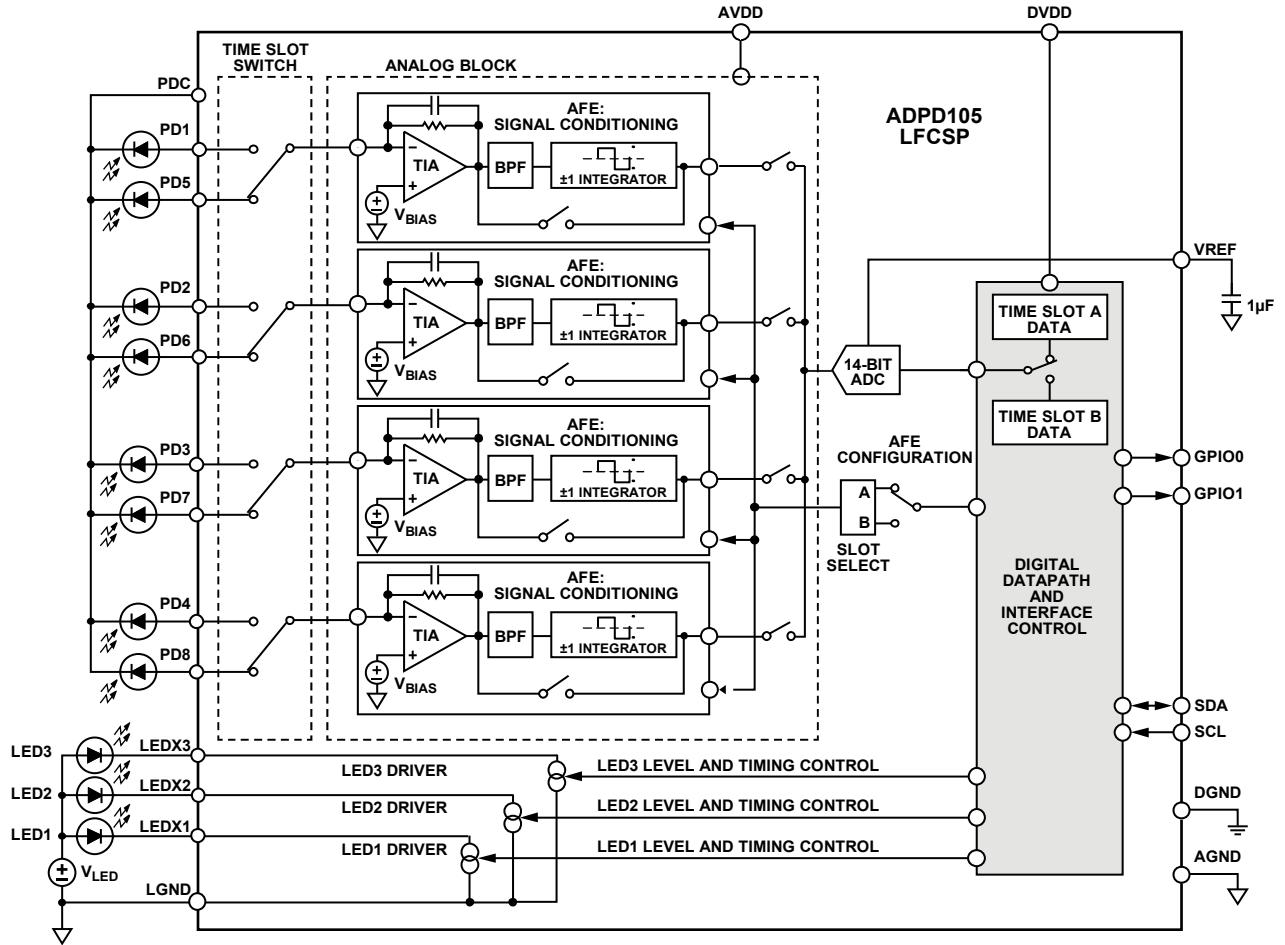 AVDD
DVDD
TIME SLOT
SWITCH
ANALOG BLOCK
PDC
ADPD105
LFCSP
AFE:
SIGNAL CONDITIONING
PD1
−
TIA
BPF
±1 INTEGRATOR
+
PD5
VBIAS
VREF
AFE:
SIGNAL CONDITIONING
PD2
−
TIA
BPF
±1 INTEGRATOR
+
PD6
VBIAS
1µF
TIME SLOT A
DATA
14-BIT
ADC
TIME SLOT B
DATA
AFE:
SIGNAL CONDITIONING
PD3
−
TIA
BPF
±1 INTEGRATOR
+
PD7
VBIAS
AFE
CONFIGURATION
A
B
SLOT
SELECT
GPIO0
GPIO1
DIGITAL
DATAPATH
AND
INTERFACE
CONTROL
AFE:
SIGNAL CONDITIONING
PD4
−
TIA
BPF
±1 INTEGRATOR
+
PD8
VBIAS
SDA
SCL
LED3
LEDX3
LED3 DRIVER
LED3 LEVEL AND TIMING CONTROL
LED2
LEDX2
LED2 DRIVER
LED2 LEVEL AND TIMING CONTROL
DGND
LED1
LEDX1
LED1 DRIVER
LED1 LEVEL AND TIMING CONTROL
AGND
VLED
LGND